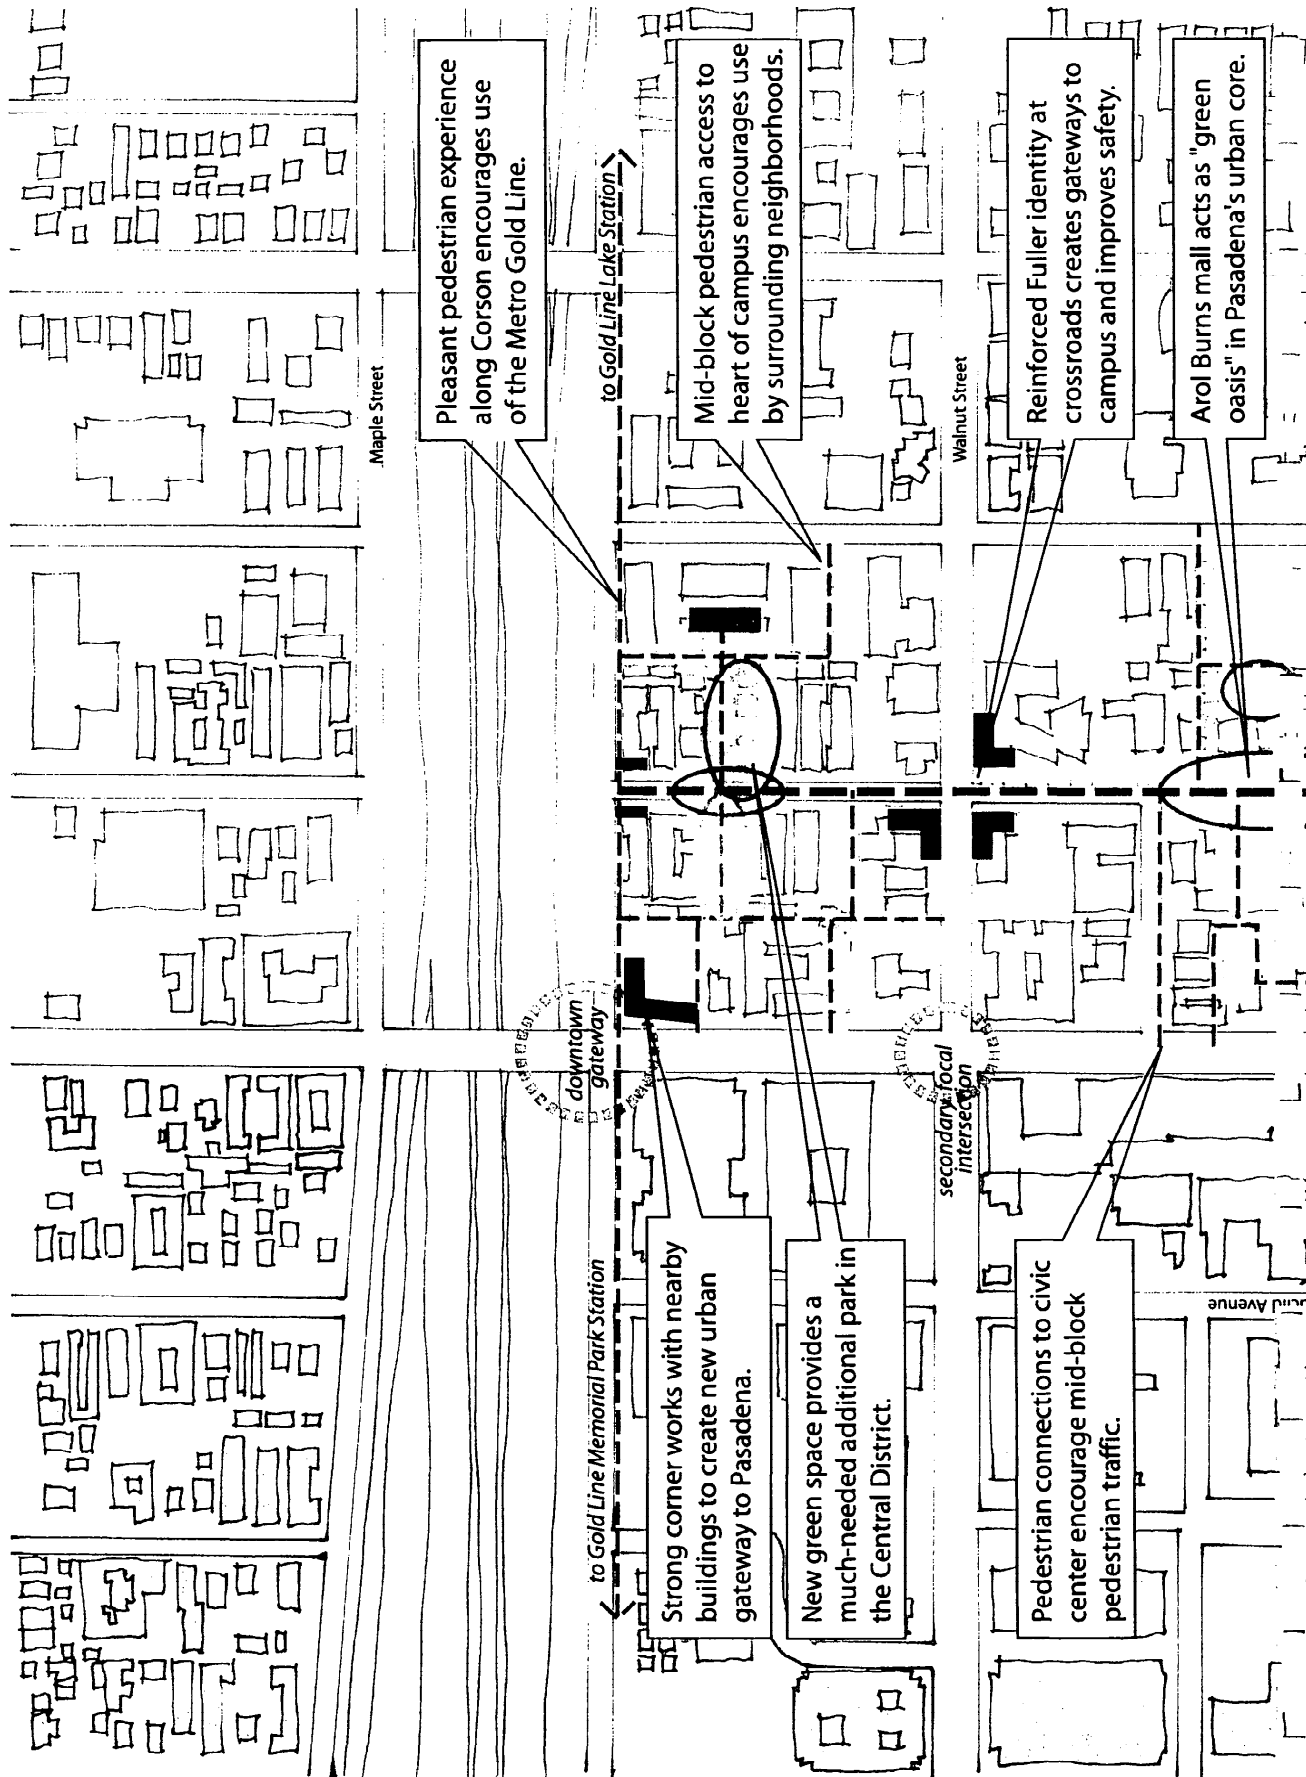 Pleasant pedestrian experience
along Corson encourages use
of the Metro Gold Line.
Mid-block pedestrian access to
heart of campus encourages use
by surrounding neighborhoods.
Reinforced Fuller identity at
crossroads creates gateways to
campus and improves safety.
Arol Burns mall acts as "green
oasis" in Pasadena's urban core.
to Gold Line Lake Station
Maple Street
Walnut Street
downtown
gateway
secondary focal
intersection
to Gold Line Memorial Park Station
Strong corner works with nearby
buildings to create new urban
gateway to Pasadena.
New green space provides a
much-needed additional park in
the Central District.
Pedestrian connections to civic
center encourage mid-block
pedestrian traffic.
Avenue